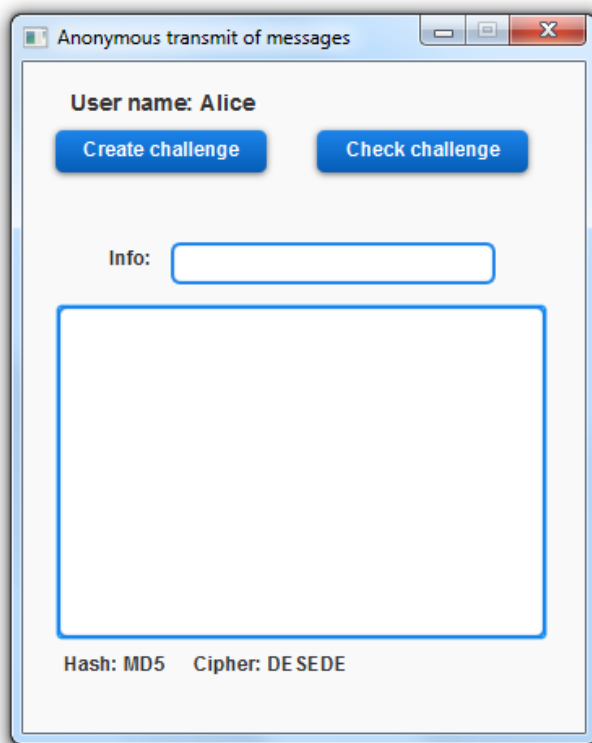 Anonymous transmit of messages
User name: Alice
Create challenge Check challenge
Info:
Hash: MD5 Cipher: DESEDE